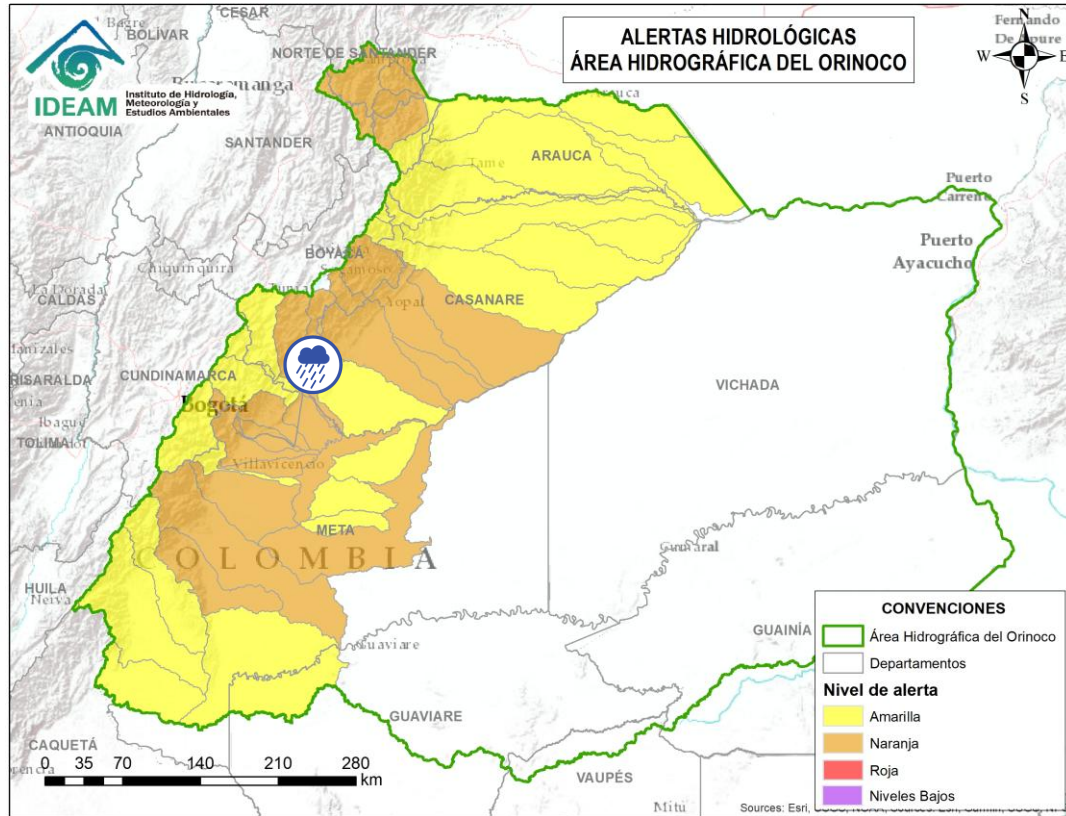 ALERTAS HIDROLÓGICAS
ÁREA HIDROGRÁFICA DEL ORINOCO
N
W
E
S
IDEAM
Instituto de Hidrología,
Meteorología y
Estudios Ambientales
CESAR
BOLÍVAR
NORTE DE SANTANDER
ANTIOQUIA
SANTANDER
ARAUCA
Tame
Puerto
Carreño
Puerto
Ayacucho
BOYACÁ
Chiquinquira
La Dorada
CALDAS
Yopal
CASANARE
RISARALDA
CUNDINAMARCA
VICHADA
Bogotá
Ibagué
TOLIMA
Villavicencio
META
COLOMBIA
HUILA
Neiva
GUAINÍA
GUAVIARE
CAQUETÁ
VAUPÉS
Mitú
0 35 70 140 210 280
km
CONVENCIONES
Área Hidrográfica del Orinoco
Departamentos
Nivel de alerta
Amarilla
Naranja
Roja
Niveles Bajos
Sources: Esri,